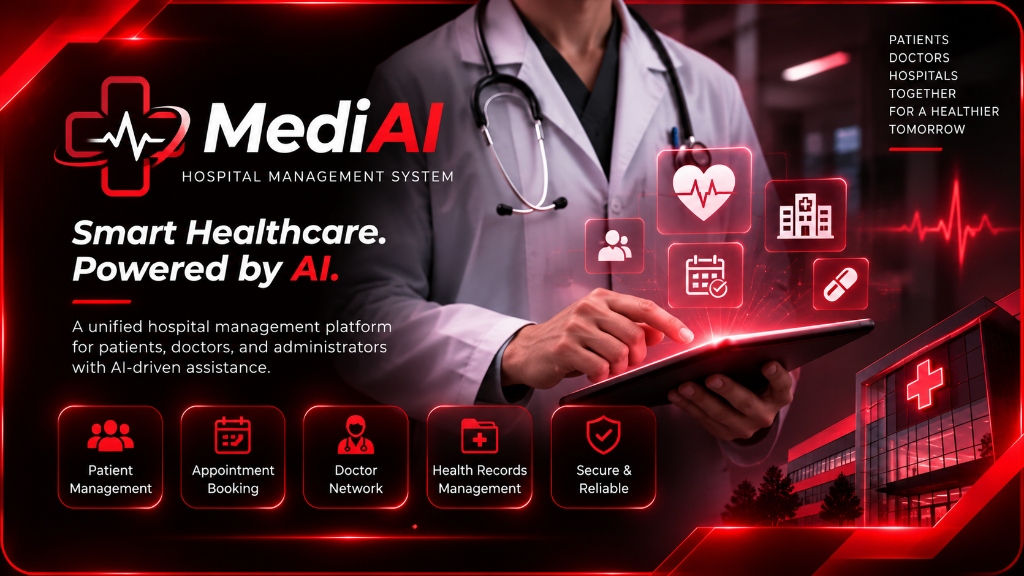 MediAI
HOSPITAL MANAGEMENT SYSTEM
Smart Healthcare.
Powered by AI.
A unified hospital management platform
for patients, doctors, and administrators
with AI-driven assistance.
Patient
Management
Appointment
Booking
Doctor
Network
Health Records
Management
Secure &
Reliable
PATIENTS
DOCTORS
HOSPITALS
TOGETHER
FOR A HEALTHIER
TOMORROW